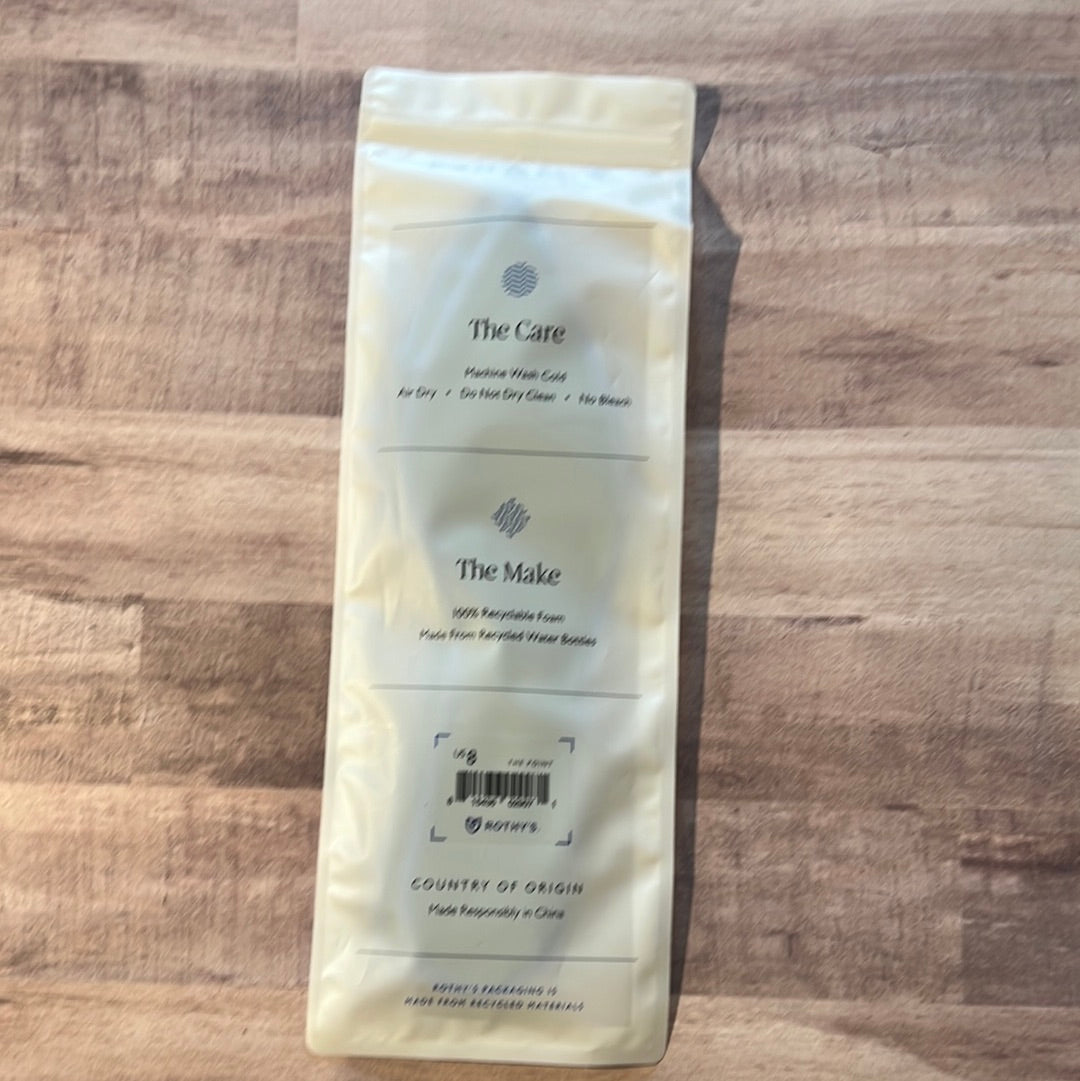 The Care
Machine Wash Cold
Air Dry • Do Not Dry Clean • No Bleach
The Make
100% Recyclable Foam
Made From Recycled Water Bottles
US 8
ROTHY'S
COUNTRY OF ORIGIN
Made Responsibly in China
ROTHY'S PACKAGING IS
MADE FROM RECYCLED MATERIALS